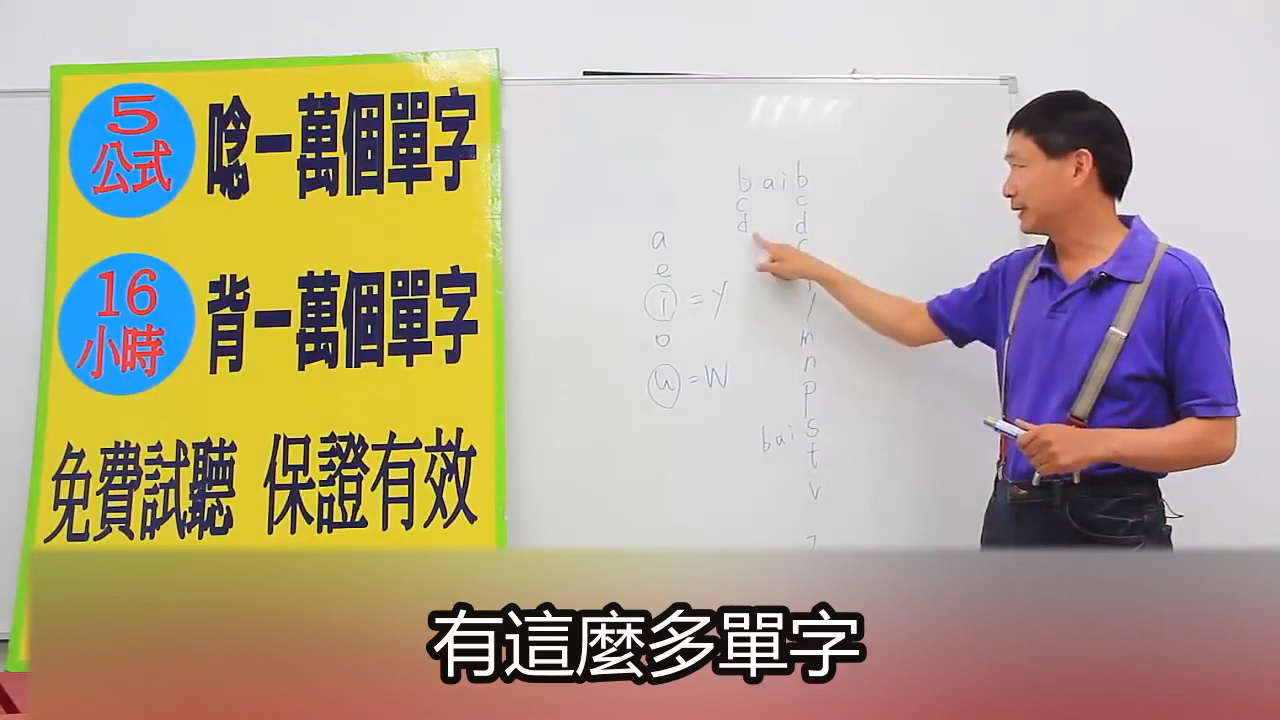 5
公式
唸一萬個單字
16
小時
背一萬個單字
免費試聽 保證有效
b a i b
c c
d d
a
e
i = y
o
u = w
m
n
p
b a i s
t
v
有這麼多單字